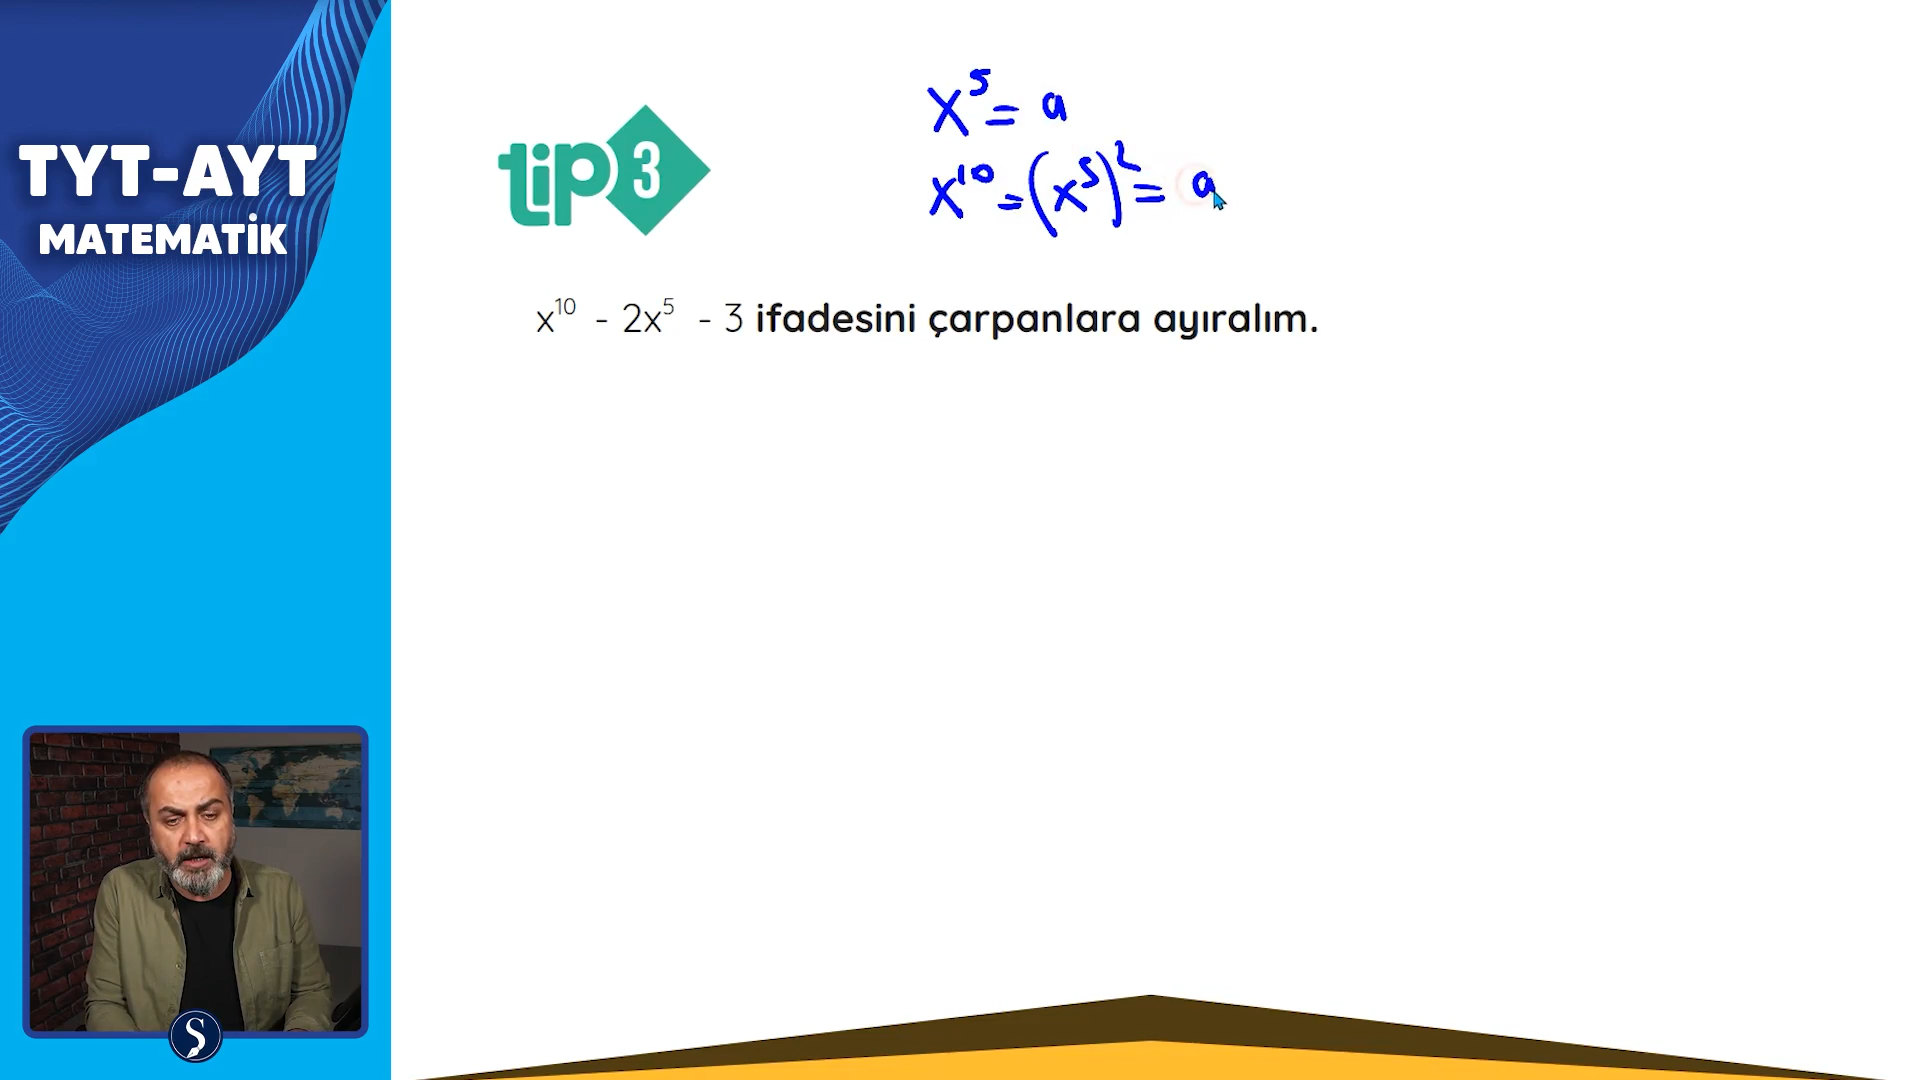 TYT-AYT
MATEMATİK
tip 3
x⁵ = a
x¹⁰ = (x⁵)² = a
x¹⁰ - 2x⁵ - 3 ifadesini çarpanlara ayıralım.
S